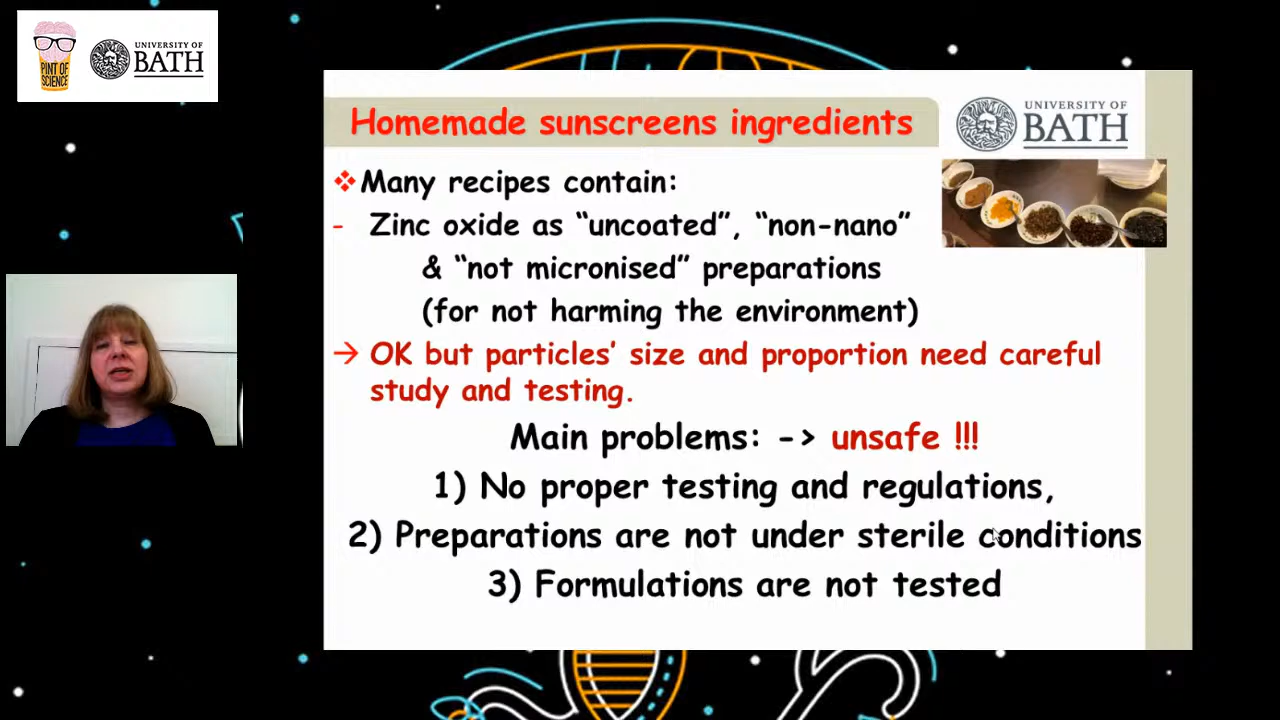 PINT OF
SCIENCE
UNIVERSITY OF
BATH
Homemade sunscreens ingredients
UNIVERSITY OF
BATH
❖Many recipes contain:
- Zinc oxide as “uncoated”, “non-nano”
& “not micronised” preparations
(for not harming the environment)
→ OK but particles’ size and proportion need careful
study and testing.
Main problems: -> unsafe !!!
1) No proper testing and regulations,
2) Preparations are not under sterile conditions
3) Formulations are not tested